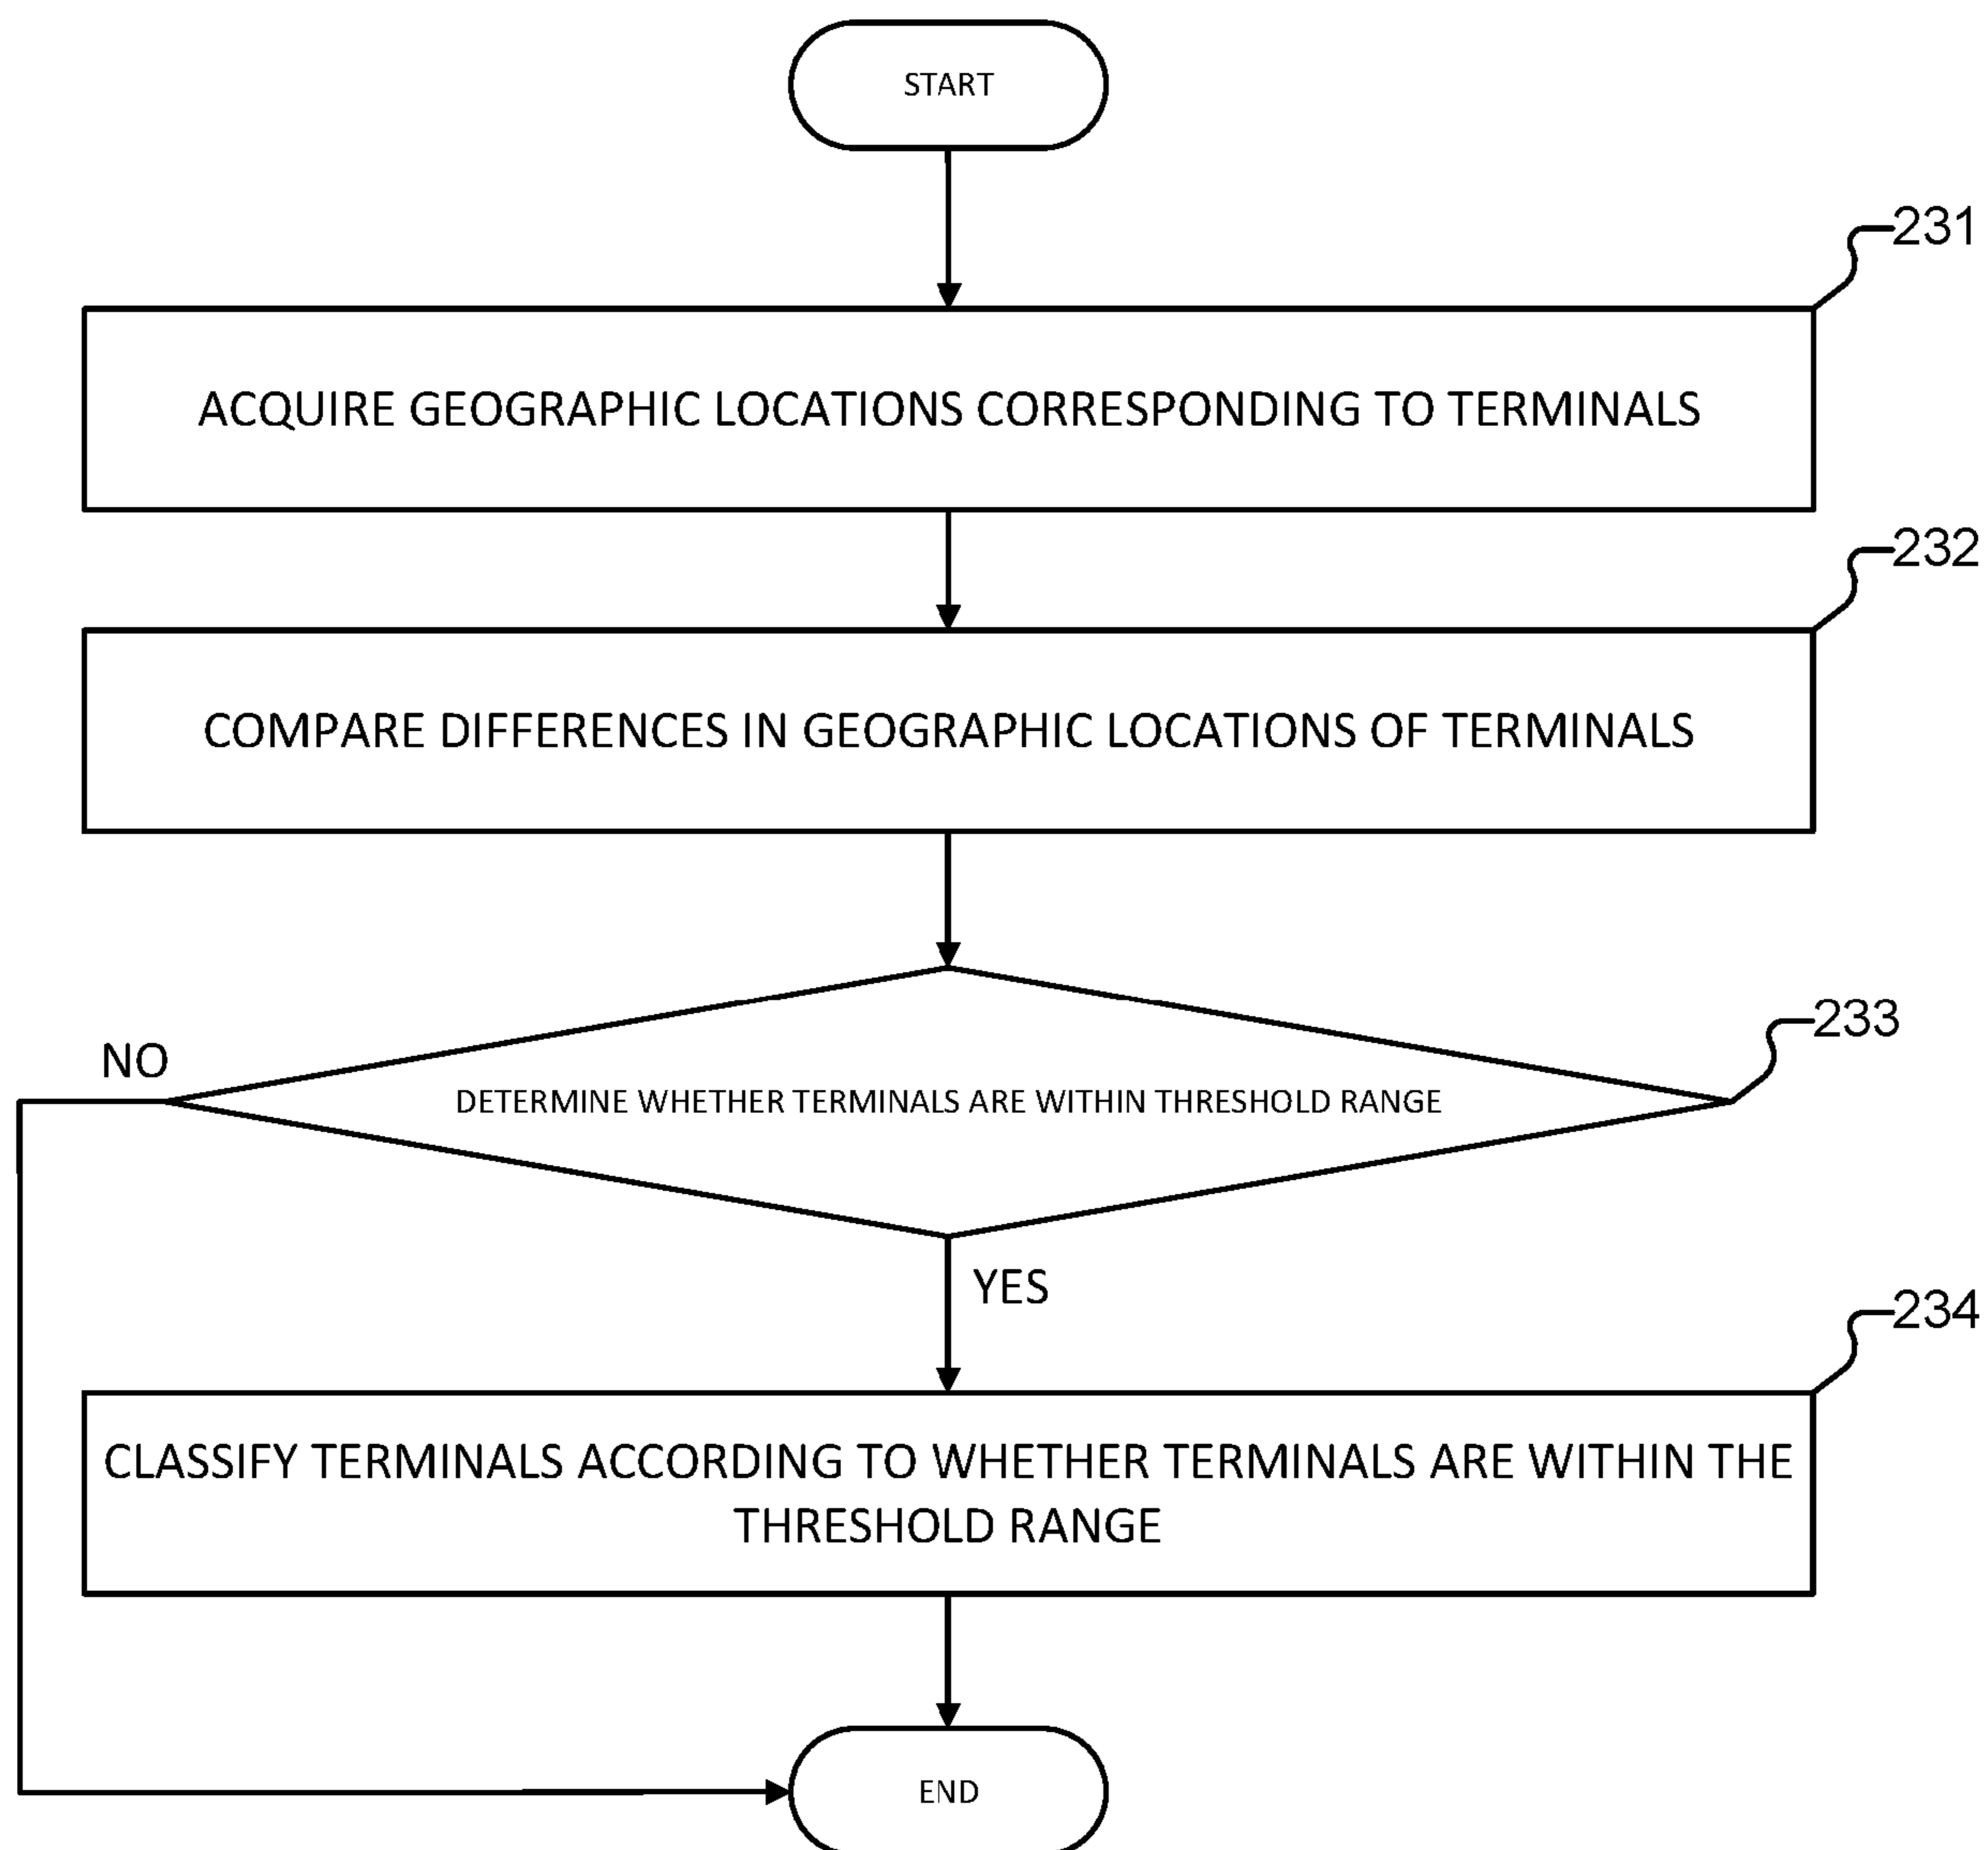 START
231
ACQUIRE GEOGRAPHIC LOCATIONS CORRESPONDING TO TERMINALS
232
COMPARE DIFFERENCES IN GEOGRAPHIC LOCATIONS OF TERMINALS
233
NO
DETERMINE WHETHER TERMINALS ARE WITHIN THRESHOLD RANGE
YES
234
CLASSIFY TERMINALS ACCORDING TO WHETHER TERMINALS ARE WITHIN THE
THRESHOLD RANGE
END